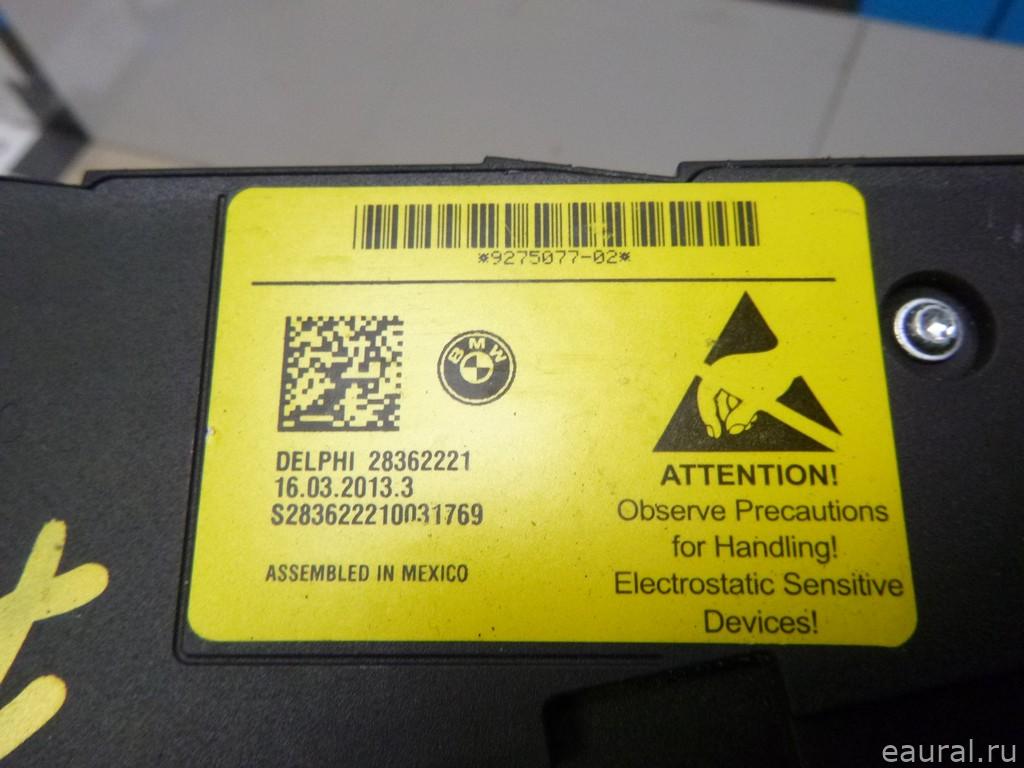 *9275077-02*
BMW
DELPHI 28362221
16.03.2013.3
S283622210031769
ASSEMBLED IN MEXICO
ATTENTION!
Observe Precautions
for Handling!
Electrostatic Sensitive
Devices!
eaural.ru